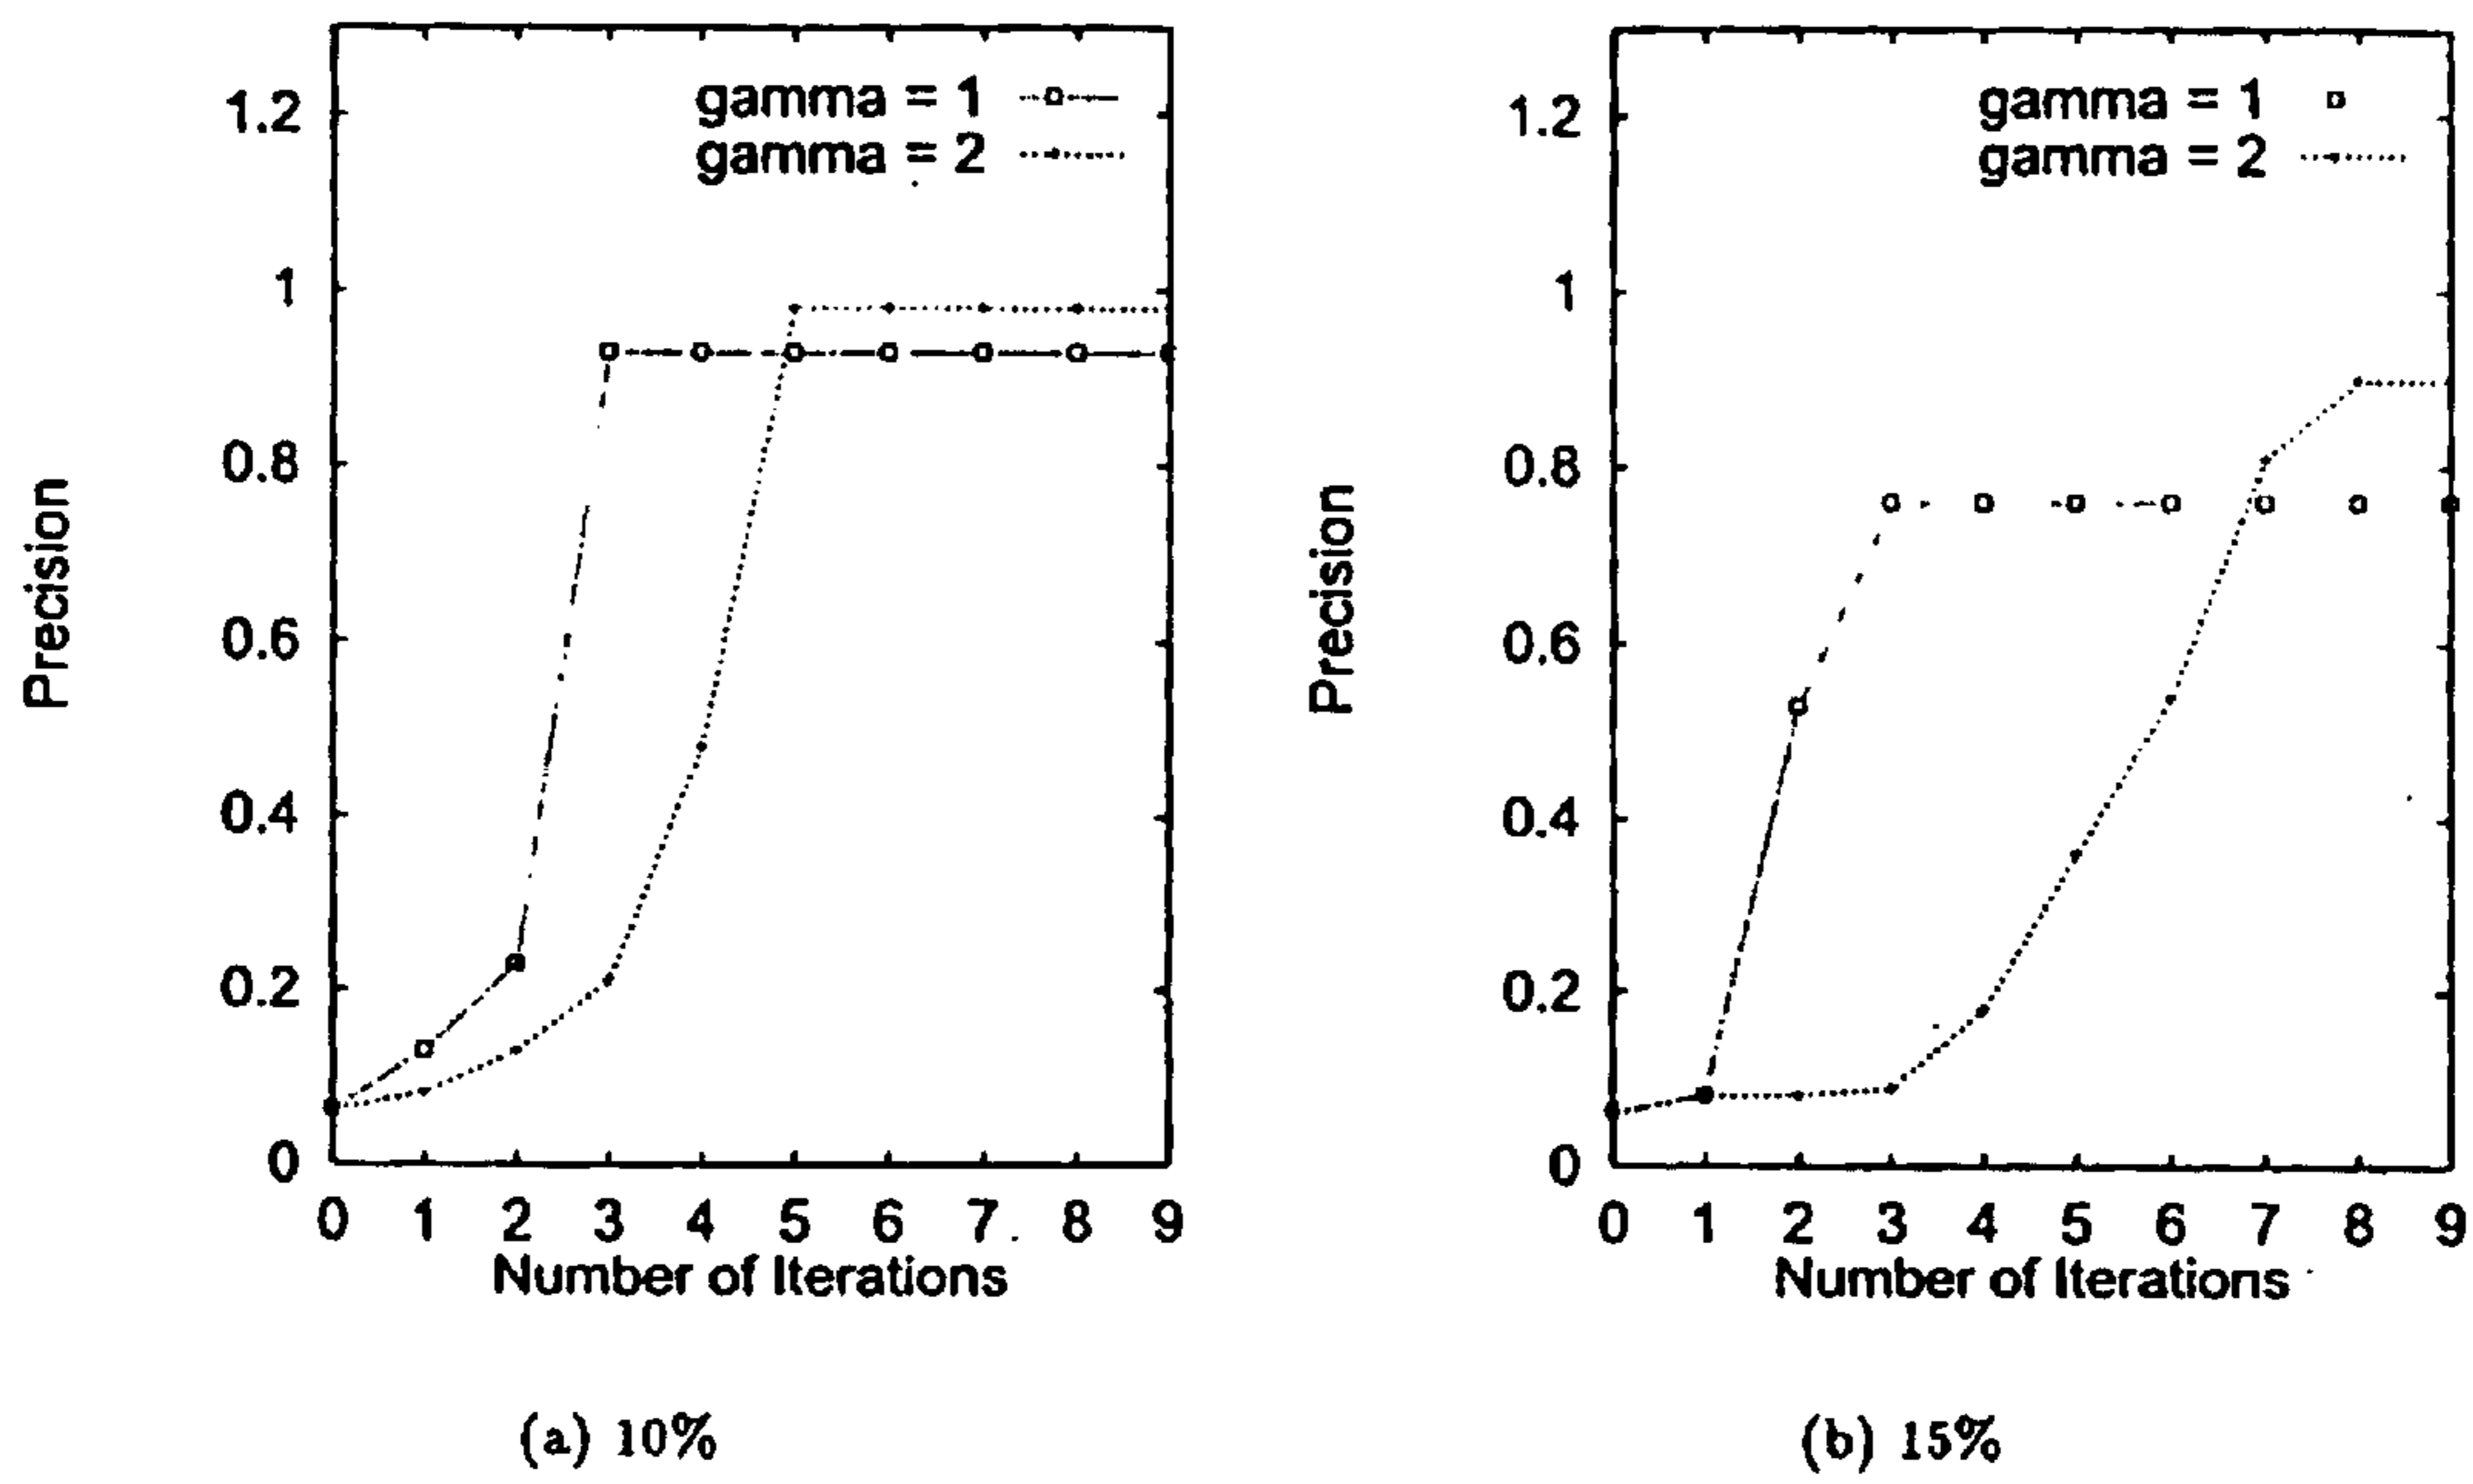 gamma = 1
gamma = 2
1.2
1
0.8
0.6
0.4
0.2
0
Precision
0 1 2 3 4 5 6 7 8 9
Number of Iterations
(a) 10%
gamma = 1
gamma = 2
1.2
1
0.8
0.6
0.4
0.2
0
Precision
0 1 2 3 4 5 6 7 8 9
Number of Iterations
(b) 15%